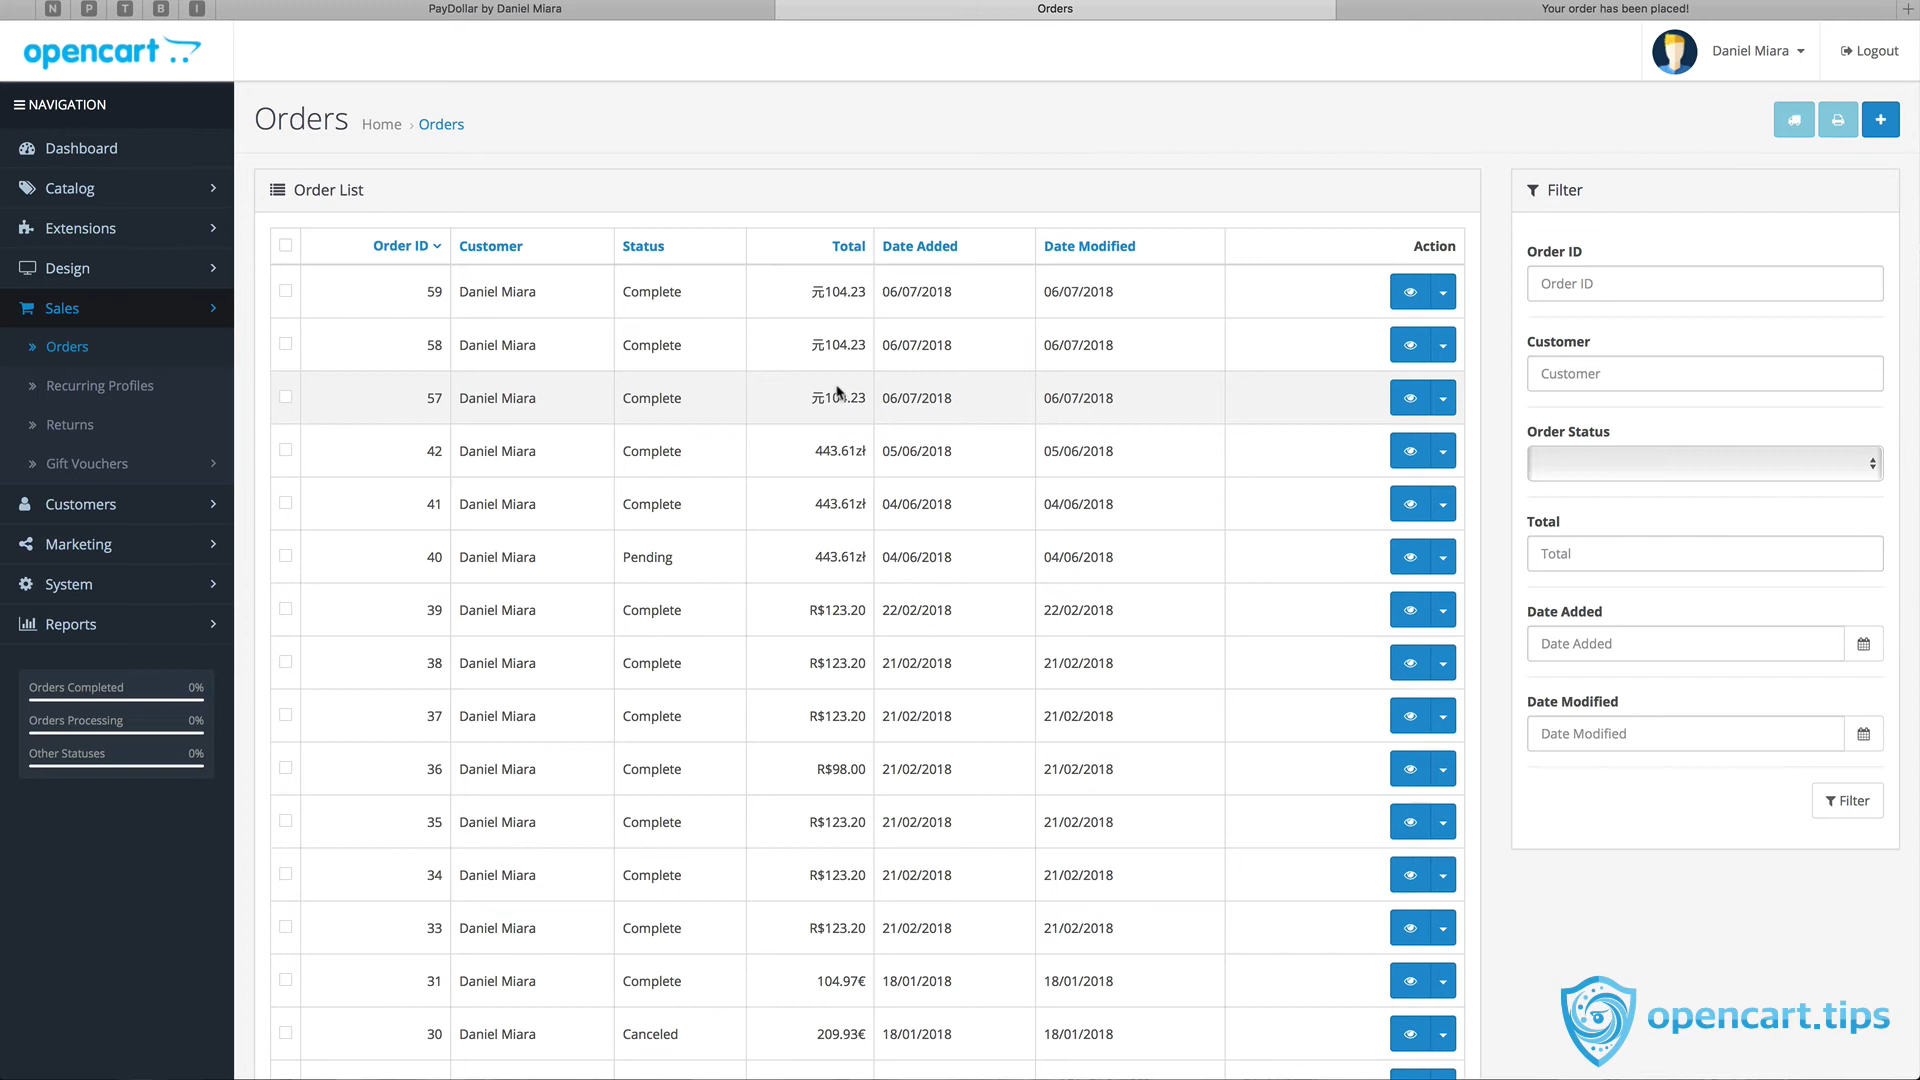 N P T B I PayDollar by Daniel Miara Orders Your order has been placed!
opencart Daniel Miara Logout
NAVIGATION
Dashboard
Catalog
Extensions
Design
Sales
Orders
Recurring Profiles
Returns
Gift Vouchers
Customers
Marketing
System
Reports
Orders Completed 0%
Orders Processing 0%
Other Statuses 0%
Orders Home › Orders
Order List
Order ID Customer Status Total Date Added Date Modified Action
59 Daniel Miara Complete 元104.23 06/07/2018 06/07/2018
58 Daniel Miara Complete 元104.23 06/07/2018 06/07/2018
57 Daniel Miara Complete 元104.23 06/07/2018 06/07/2018
42 Daniel Miara Complete 443.61zł 05/06/2018 05/06/2018
41 Daniel Miara Complete 443.61zł 04/06/2018 04/06/2018
40 Daniel Miara Pending 443.61zł 04/06/2018 04/06/2018
39 Daniel Miara Complete R$123.20 22/02/2018 22/02/2018
38 Daniel Miara Complete R$123.20 21/02/2018 21/02/2018
37 Daniel Miara Complete R$123.20 21/02/2018 21/02/2018
36 Daniel Miara Complete R$98.00 21/02/2018 21/02/2018
35 Daniel Miara Complete R$123.20 21/02/2018 21/02/2018
34 Daniel Miara Complete R$123.20 21/02/2018 21/02/2018
33 Daniel Miara Complete R$123.20 21/02/2018 21/02/2018
31 Daniel Miara Complete 104.97€ 18/01/2018 18/01/2018
30 Daniel Miara Canceled 209.93€ 18/01/2018 18/01/2018
Filter
Order ID
Order ID
Customer
Customer
Order Status
Total
Total
Date Added
Date Added
Date Modified
Date Modified
Filter
opencart.tips